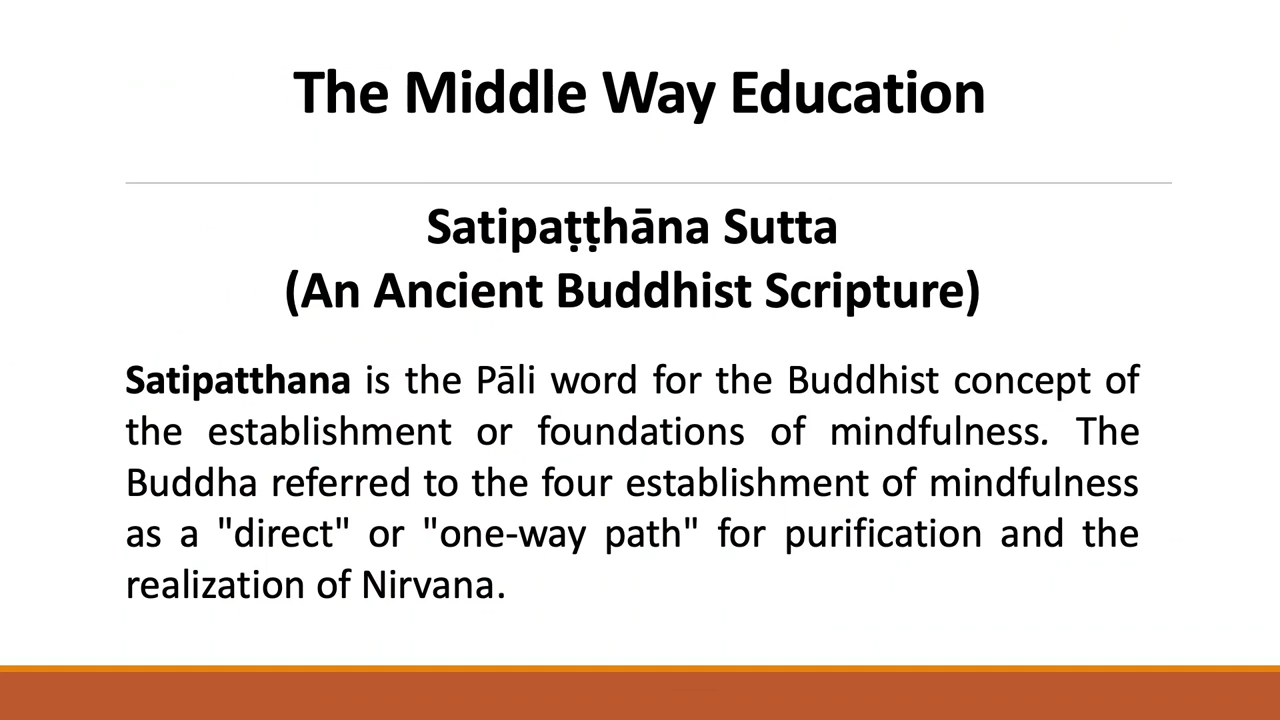 The Middle Way Education
Satipaṭṭhāna Sutta
(An Ancient Buddhist Scripture)
Satipatthana is the Pāli word for the Buddhist concept of
the establishment or foundations of mindfulness. The
Buddha referred to the four establishment of mindfulness
as a "direct" or "one-way path" for purification and the
realization of Nirvana.